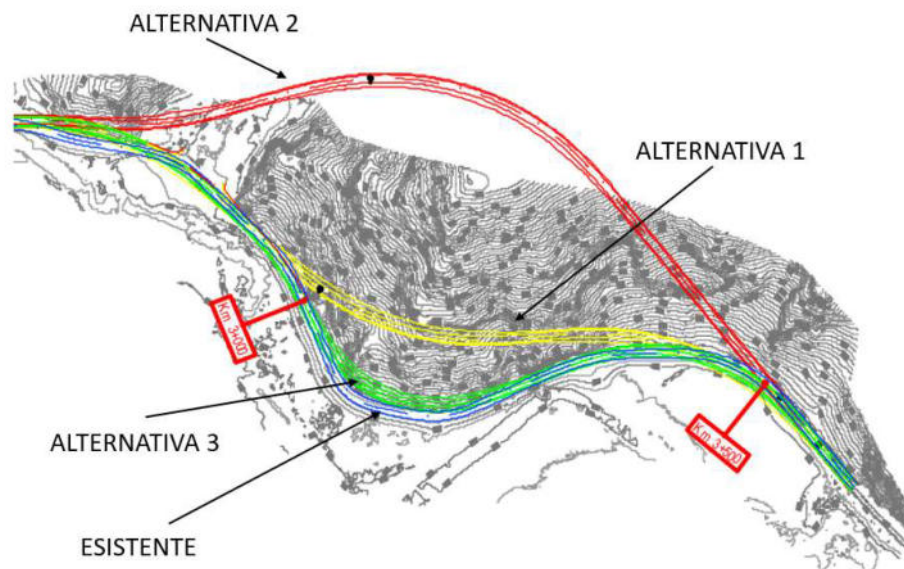 ALTERNATIVA 2
ALTERNATIVA 1
Km 3+000
ALTERNATIVA 3
Km 3+500
ESISTENTE